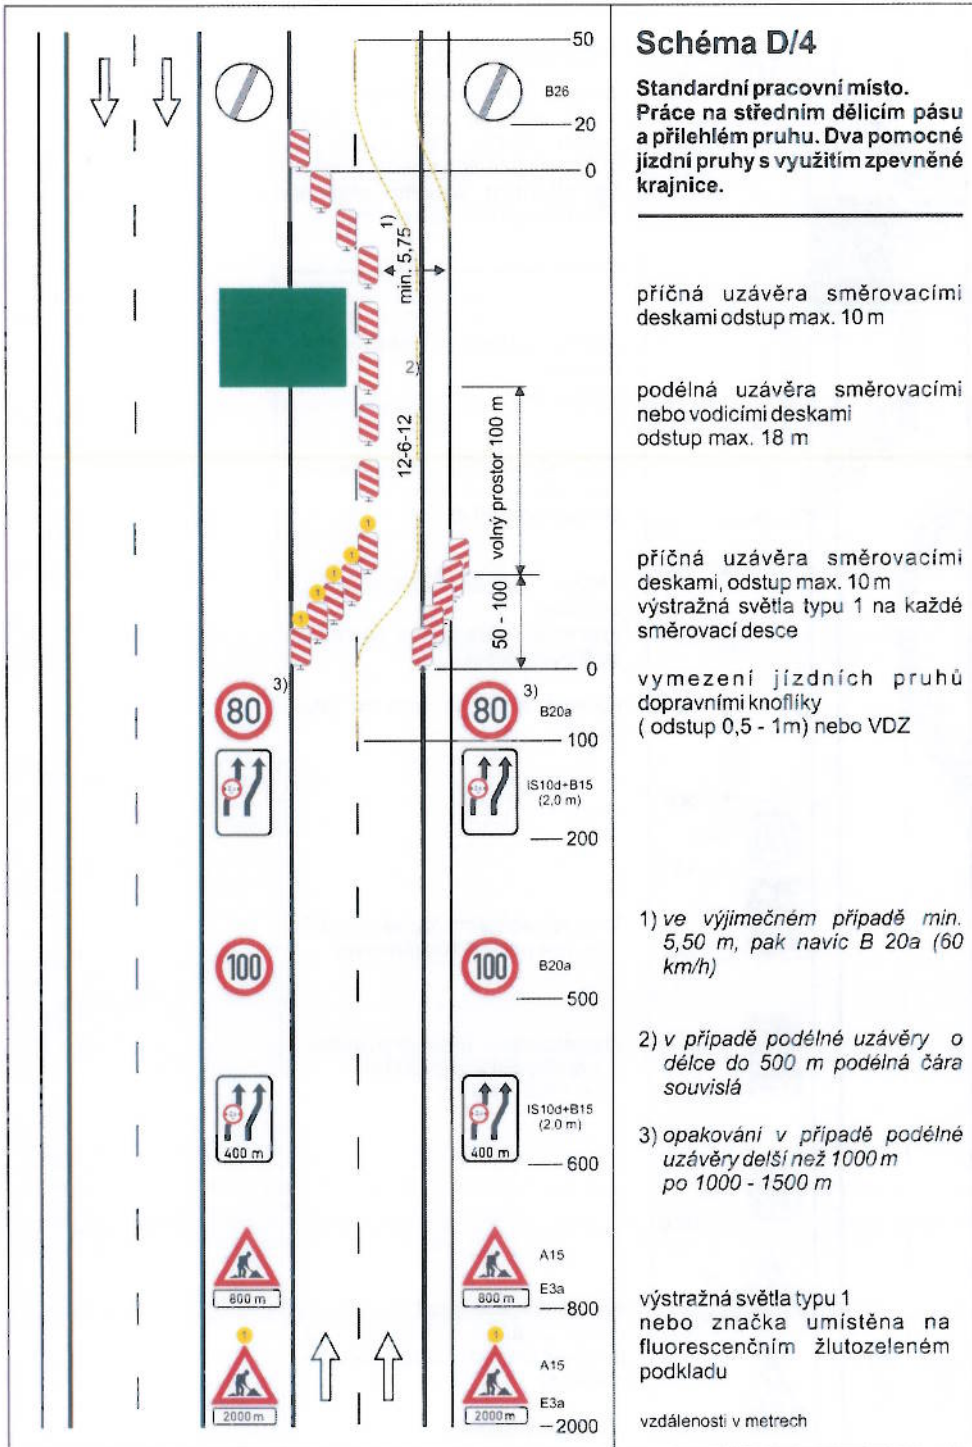 Schéma D/4
Standardní pracovní místo.
Práce na středním dělicím pásu
a přilehlém pruhu. Dva pomocné
jízdní pruhy s využitím zpevněné
krajnice.
příčná uzávěra směrovacími
deskami odstup max. 10 m
podélná uzávěra směrovacími
nebo vodicími deskami
odstup max. 18 m
příčná uzávěra směrovacími
deskami, odstup max. 10 m
výstražná světla typu 1 na každé
směrovací desce
vymezení jízdních pruhů
dopravními knoflíky
( odstup 0,5 - 1m) nebo VDZ
1) ve výjimečném případě min.
5,50 m, pak navíc B 20a (60
km/h)
2) v případě podélné uzávěry o
délce do 500 m podélná čára
souvislá
3) opakování v případě podélné
uzávěry delší než 1000 m
po 1000 - 1500 m
výstražná světla typu 1
nebo značka umístěna na
fluorescenčním žlutozeleném
podkladu
vzdálenosti v metrech
50
B26
20
0
1)
min. 5,75
2)
12-6-12
volný prostor 100 m
50 - 100
1
1
1
1
1
0
3)
80
3)
80
B20a
100
IS10d+B15
(2,0 m)
200
100
100
B20a
500
IS10d+B15
(2.0 m)
400 m
400 m
600
A15
E3a
800 m
800 m
800
1
1
A15
E3a
2000 m
2000 m
2000